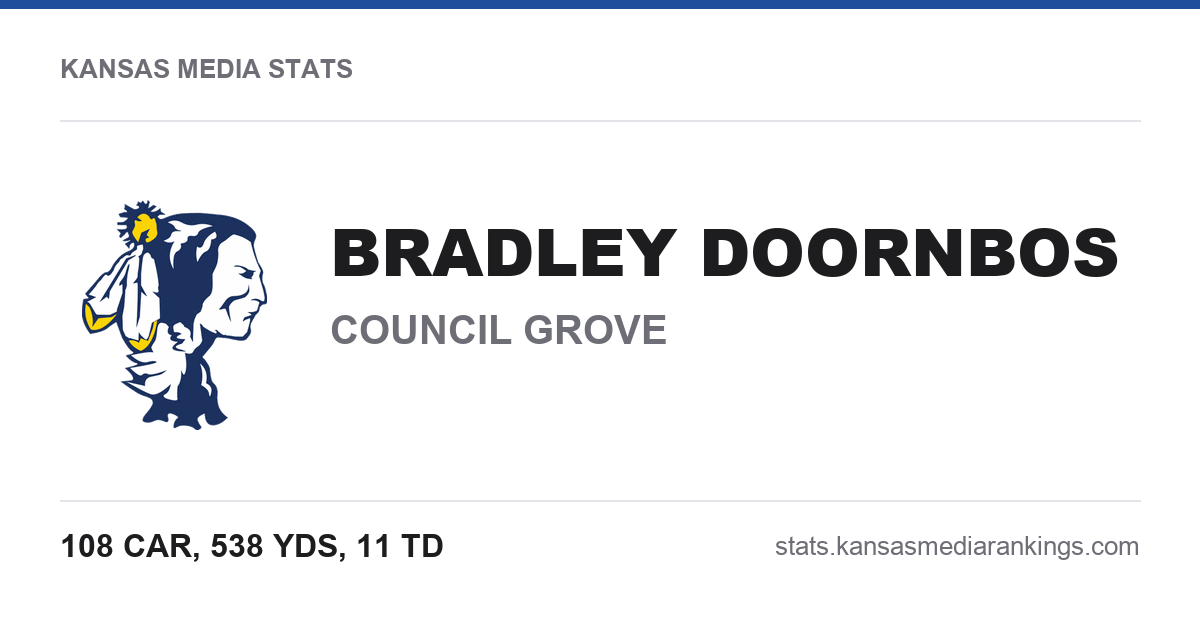 KANSAS MEDIA STATS
BRADLEY DOORNBOS
COUNCIL GROVE
108 CAR, 538 YDS, 11 TD
stats.kansasmediarankings.com